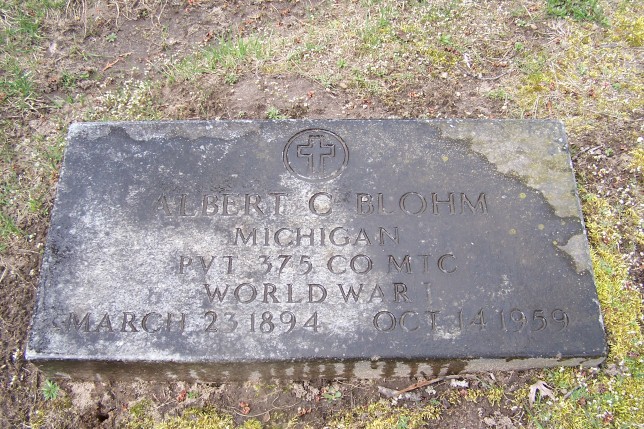 ALBERT C BLOHM
MICHIGAN
PVT 375 CO MTC
WORLD WAR I
MARCH 23 1894 OCT 14 1959